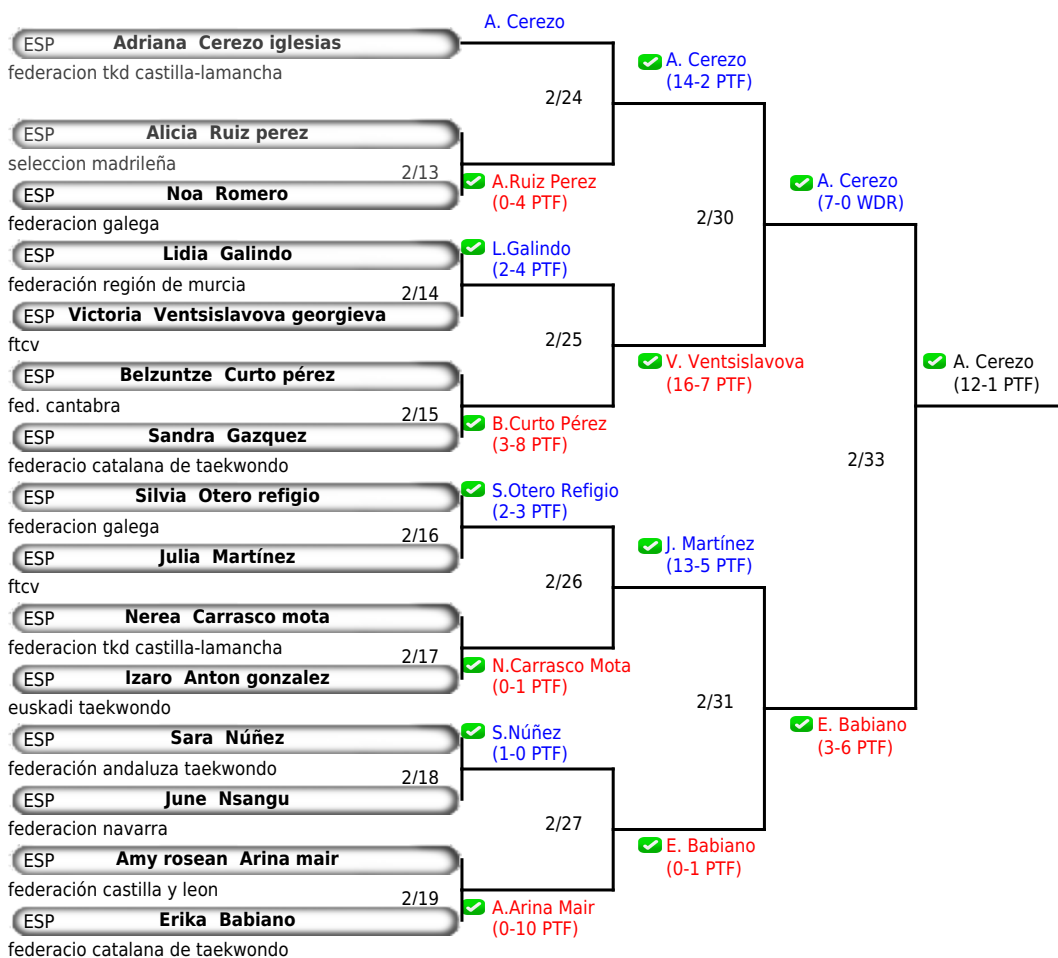 A. Cerezo
ESP Adriana Cerezo iglesias
federacion tkd castilla-lamancha
A. Cerezo
(14-2 PTF)
2/24
ESP Alicia Ruiz perez
seleccion madrileña
2/13
A.Ruiz Perez
(0-4 PTF)
ESP Noa Romero
federacion galega
A. Cerezo
(7-0 WDR)
2/30
ESP Lidia Galindo
federación región de murcia
2/14
L.Galindo
(2-4 PTF)
ESP Victoria Ventsislavova georgieva
ftcv
2/25
V. Ventsislavova
(16-7 PTF)
A. Cerezo
(12-1 PTF)
ESP Belzuntze Curto pérez
fed. cantabra
2/15
B.Curto Pérez
(3-8 PTF)
ESP Sandra Gazquez
federacio catalana de taekwondo
2/33
ESP Silvia Otero refigio
federacion galega
2/16
S.Otero Refigio
(2-3 PTF)
ESP Julia Martínez
ftcv
2/26
J. Martínez
(13-5 PTF)
ESP Nerea Carrasco mota
federacion tkd castilla-lamancha
2/17
N.Carrasco Mota
(0-1 PTF)
ESP Izaro Anton gonzalez
euskadi taekwondo
2/31
E. Babiano
(3-6 PTF)
ESP Sara Núñez
federación andaluza taekwondo
2/18
S.Núñez
(1-0 PTF)
ESP June Nsangu
federacion navarra
2/27
E. Babiano
(0-1 PTF)
ESP Amy rosean Arina mair
federación castilla y leon
2/19
A.Arina Mair
(0-10 PTF)
ESP Erika Babiano
federacio catalana de taekwondo